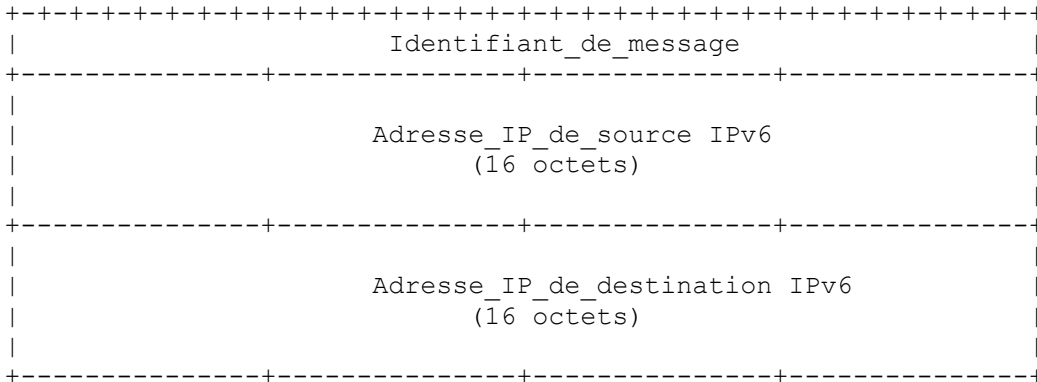 Identifiant_de_message
Adresse_IP_de_source IPv6
(16 octets)
Adresse_IP_de_destination IPv6
(16 octets)